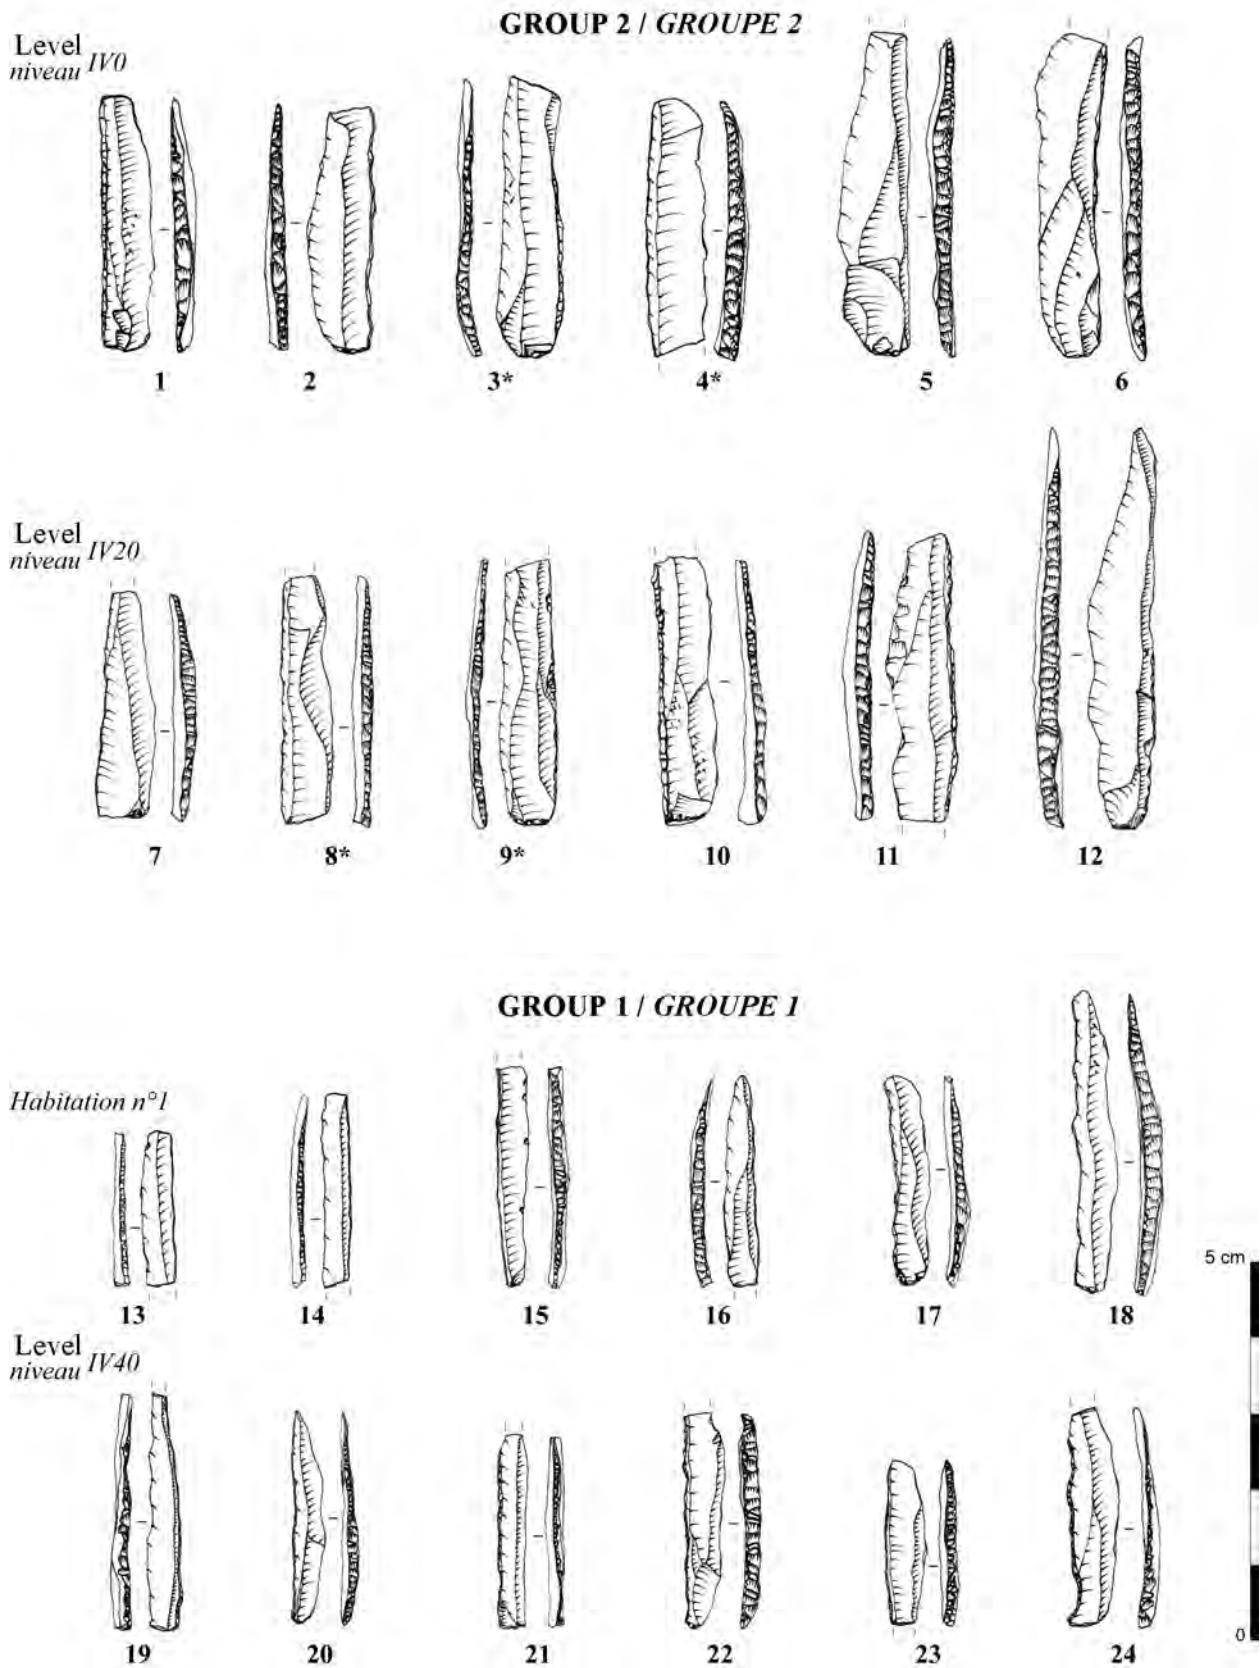 GROUP 2 / GROUPE 2
Level
niveau IV0
1 2 3* 4* 5 6
Level
niveau IV20
7 8* 9* 10 11 12
GROUP 1 / GROUPE 1
Habitation n°1
13 14 15 16 17 18
5 cm
Level
niveau IV40
19 20 21 22 23 24
0